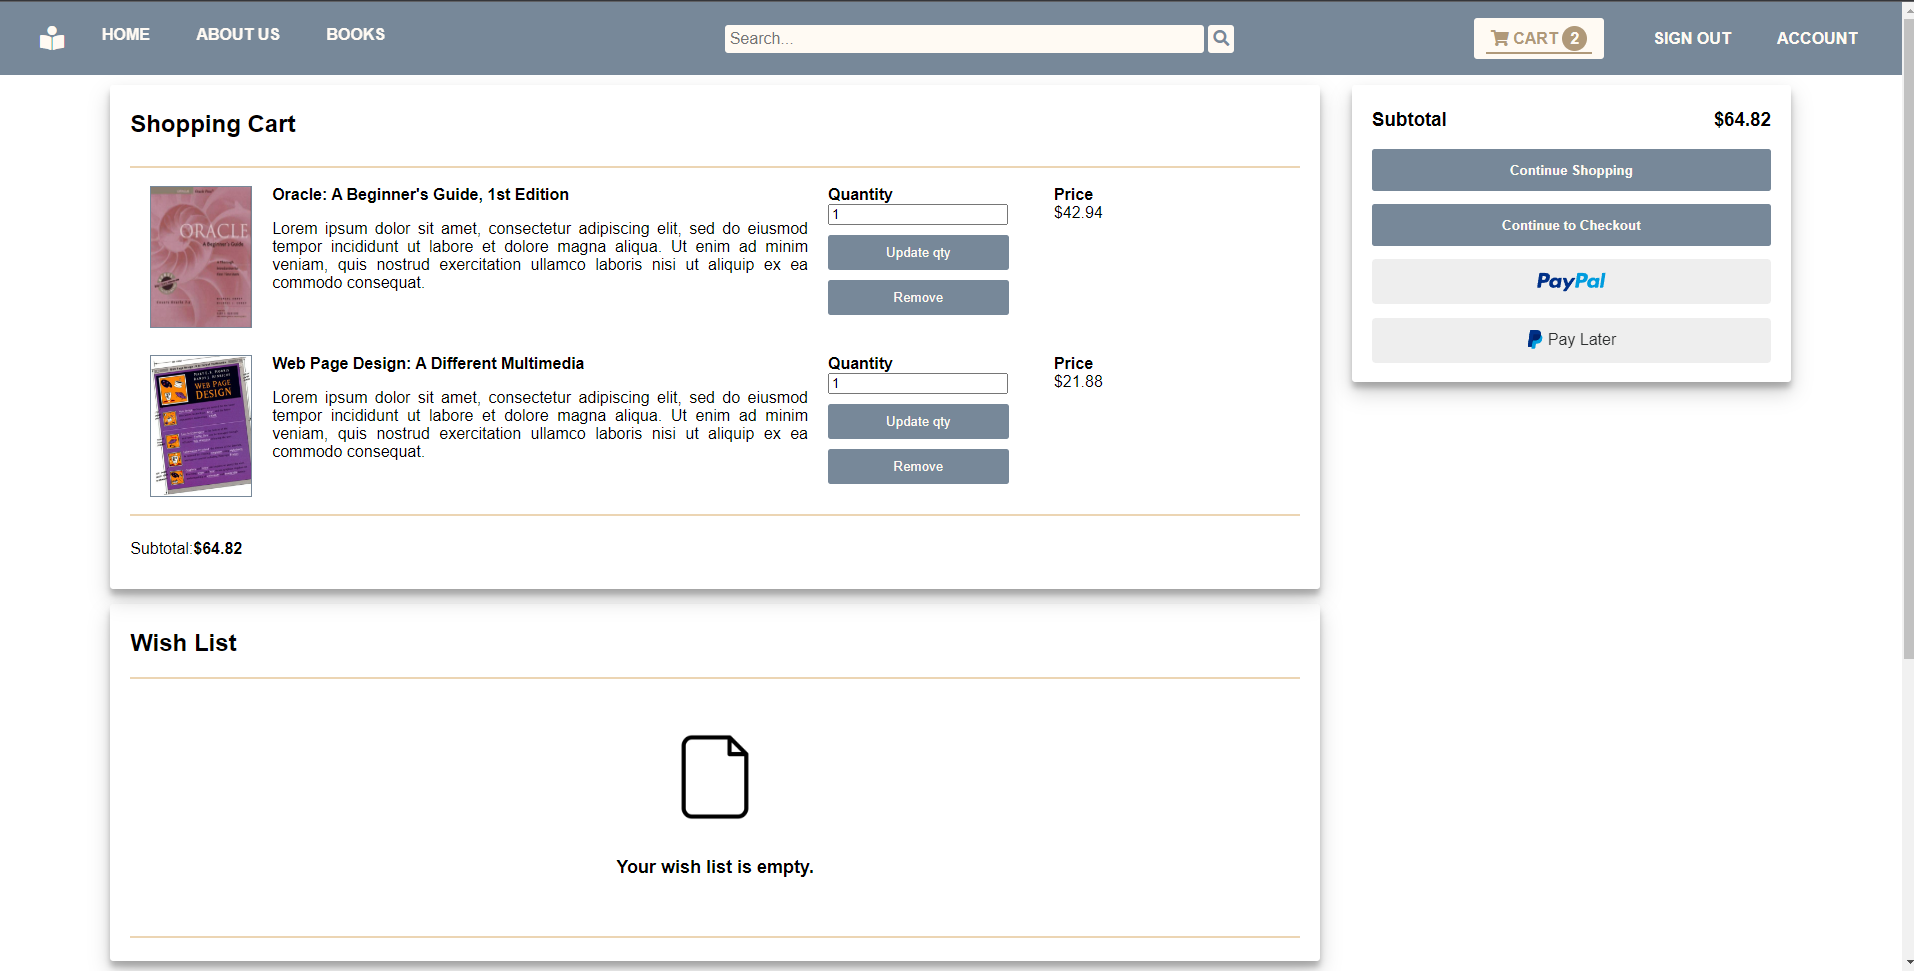 HOME
ABOUT US
BOOKS
Search...
CART 2
SIGN OUT
ACCOUNT
Shopping Cart
ORACLE
A Beginner's Guide
Oracle: A Beginner's Guide, 1st Edition
Lorem ipsum dolor sit amet, consectetur adipiscing elit, sed do eiusmod
tempor incididunt ut labore et dolore magna aliqua. Ut enim ad minim
veniam, quis nostrud exercitation ullamco laboris nisi ut aliquip ex ea
commodo consequat.
Quantity
1
Update qty
Remove
Price
$42.94
WEB PAGE
DESIGN
Web Page Design: A Different Multimedia
Lorem ipsum dolor sit amet, consectetur adipiscing elit, sed do eiusmod
tempor incididunt ut labore et dolore magna aliqua. Ut enim ad minim
veniam, quis nostrud exercitation ullamco laboris nisi ut aliquip ex ea
commodo consequat.
Quantity
1
Update qty
Remove
Price
$21.88
Subtotal:$64.82
Subtotal $64.82
Continue Shopping
Continue to Checkout
PayPal
Pay Later
Wish List
Your wish list is empty.